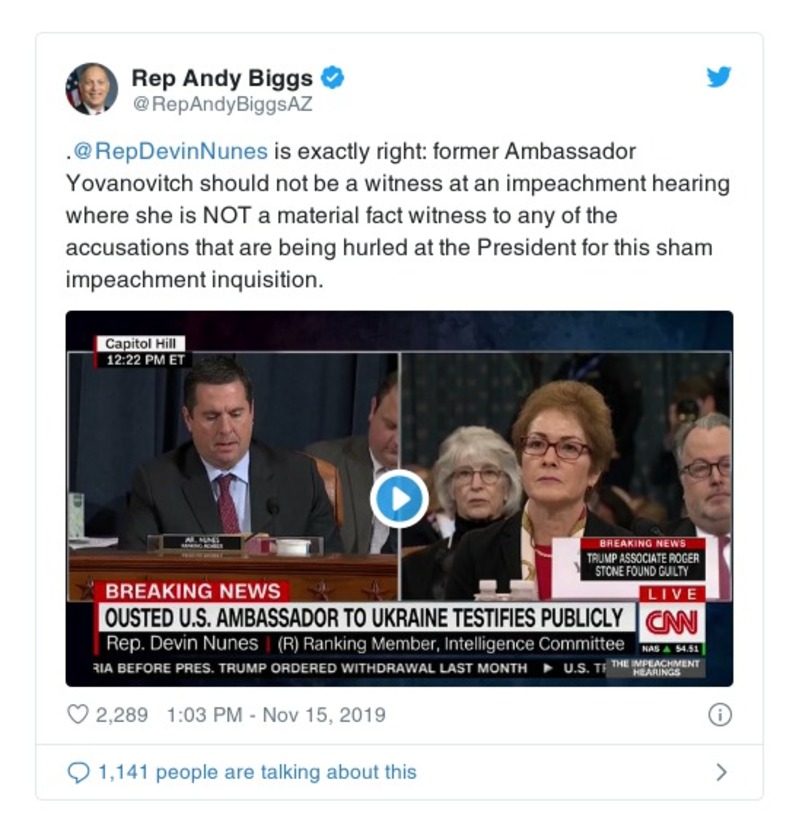 Rep Andy Biggs
@RepAndyBiggsAZ
.@RepDevinNunes is exactly right: former Ambassador
Yovanovitch should not be a witness at an impeachment hearing
where she is NOT a material fact witness to any of the
accusations that are being hurled at the President for this sham
impeachment inquisition.
Capitol Hill
12:22 PM ET
MR. NUNES
RANKING MEMBER
BREAKING NEWS
TRUMP ASSOCIATE ROGER
STONE FOUND GUILTY
BREAKING NEWS
LIVE
OUSTED U.S. AMBASSADOR TO UKRAINE TESTIFIES PUBLICLY
CNN
Rep. Devin Nunes | (R) Ranking Member, Intelligence Committee
NAS ▲ 54.51
RIA BEFORE PRES. TRUMP ORDERED WITHDRAWAL LAST MONTH ▶ U.S. T
THE IMPEACHMENT
HEARINGS
2,289 1:03 PM - Nov 15, 2019
1,141 people are talking about this